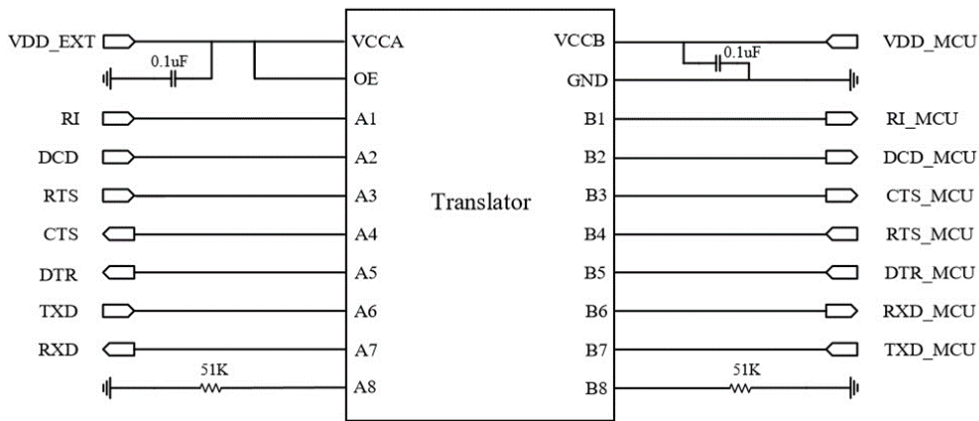 VDD_EXT VCCA VCCB VDD_MCU
0.1uF 0.1uF
OE GND
RI A1 B1 RI_MCU
DCD A2 B2 DCD_MCU
RTS A3 Translator B3 CTS_MCU
CTS A4 B4 RTS_MCU
DTR A5 B5 DTR_MCU
TXD A6 B6 RXD_MCU
RXD A7 B7 TXD_MCU
51K 51K
A8 B8